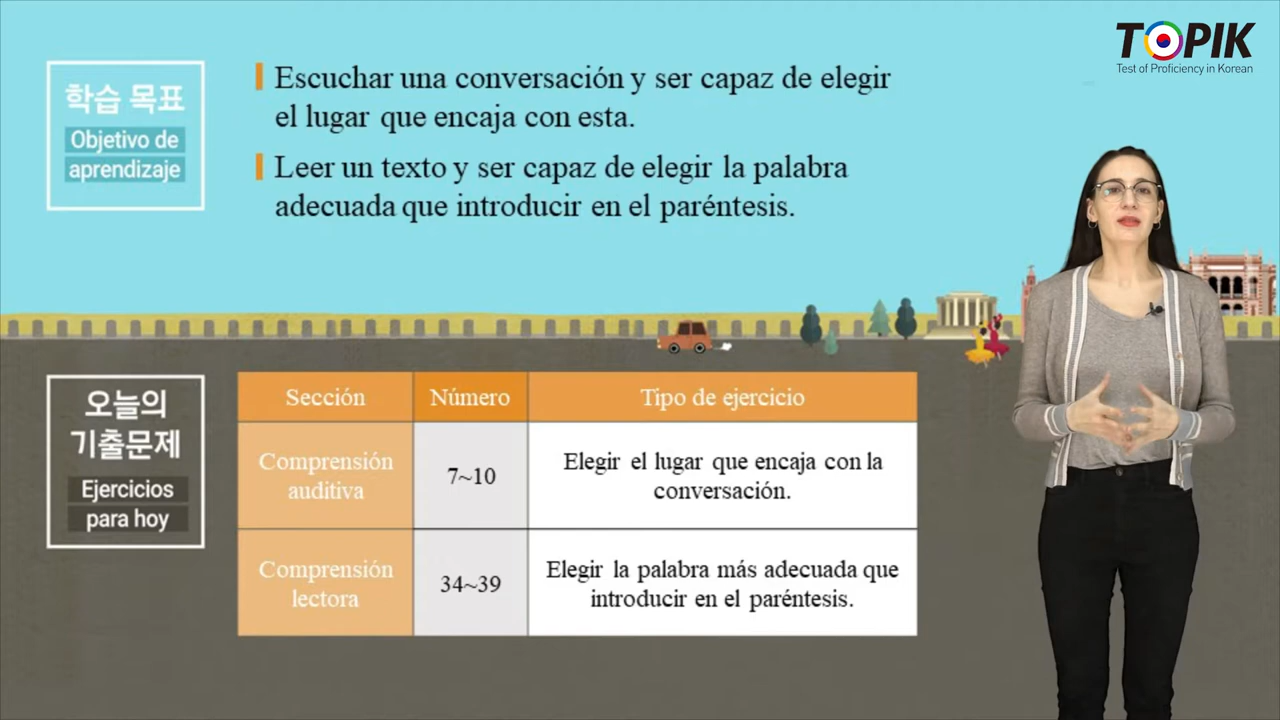 TOPIK
Test of Proficiency in Korean
학습 목표
Objetivo de
aprendizaje
Escuchar una conversación y ser capaz de elegir
el lugar que encaja con esta.
Leer un texto y ser capaz de elegir la palabra
adecuada que introducir en el paréntesis.
오늘의
기출문제
Ejercicios
para hoy
Sección Número Tipo de ejercicio
Comprensión
auditiva
7~10
Elegir el lugar que encaja con la
conversación.
Comprensión
lectora
34~39
Elegir la palabra más adecuada que
introducir en el paréntesis.